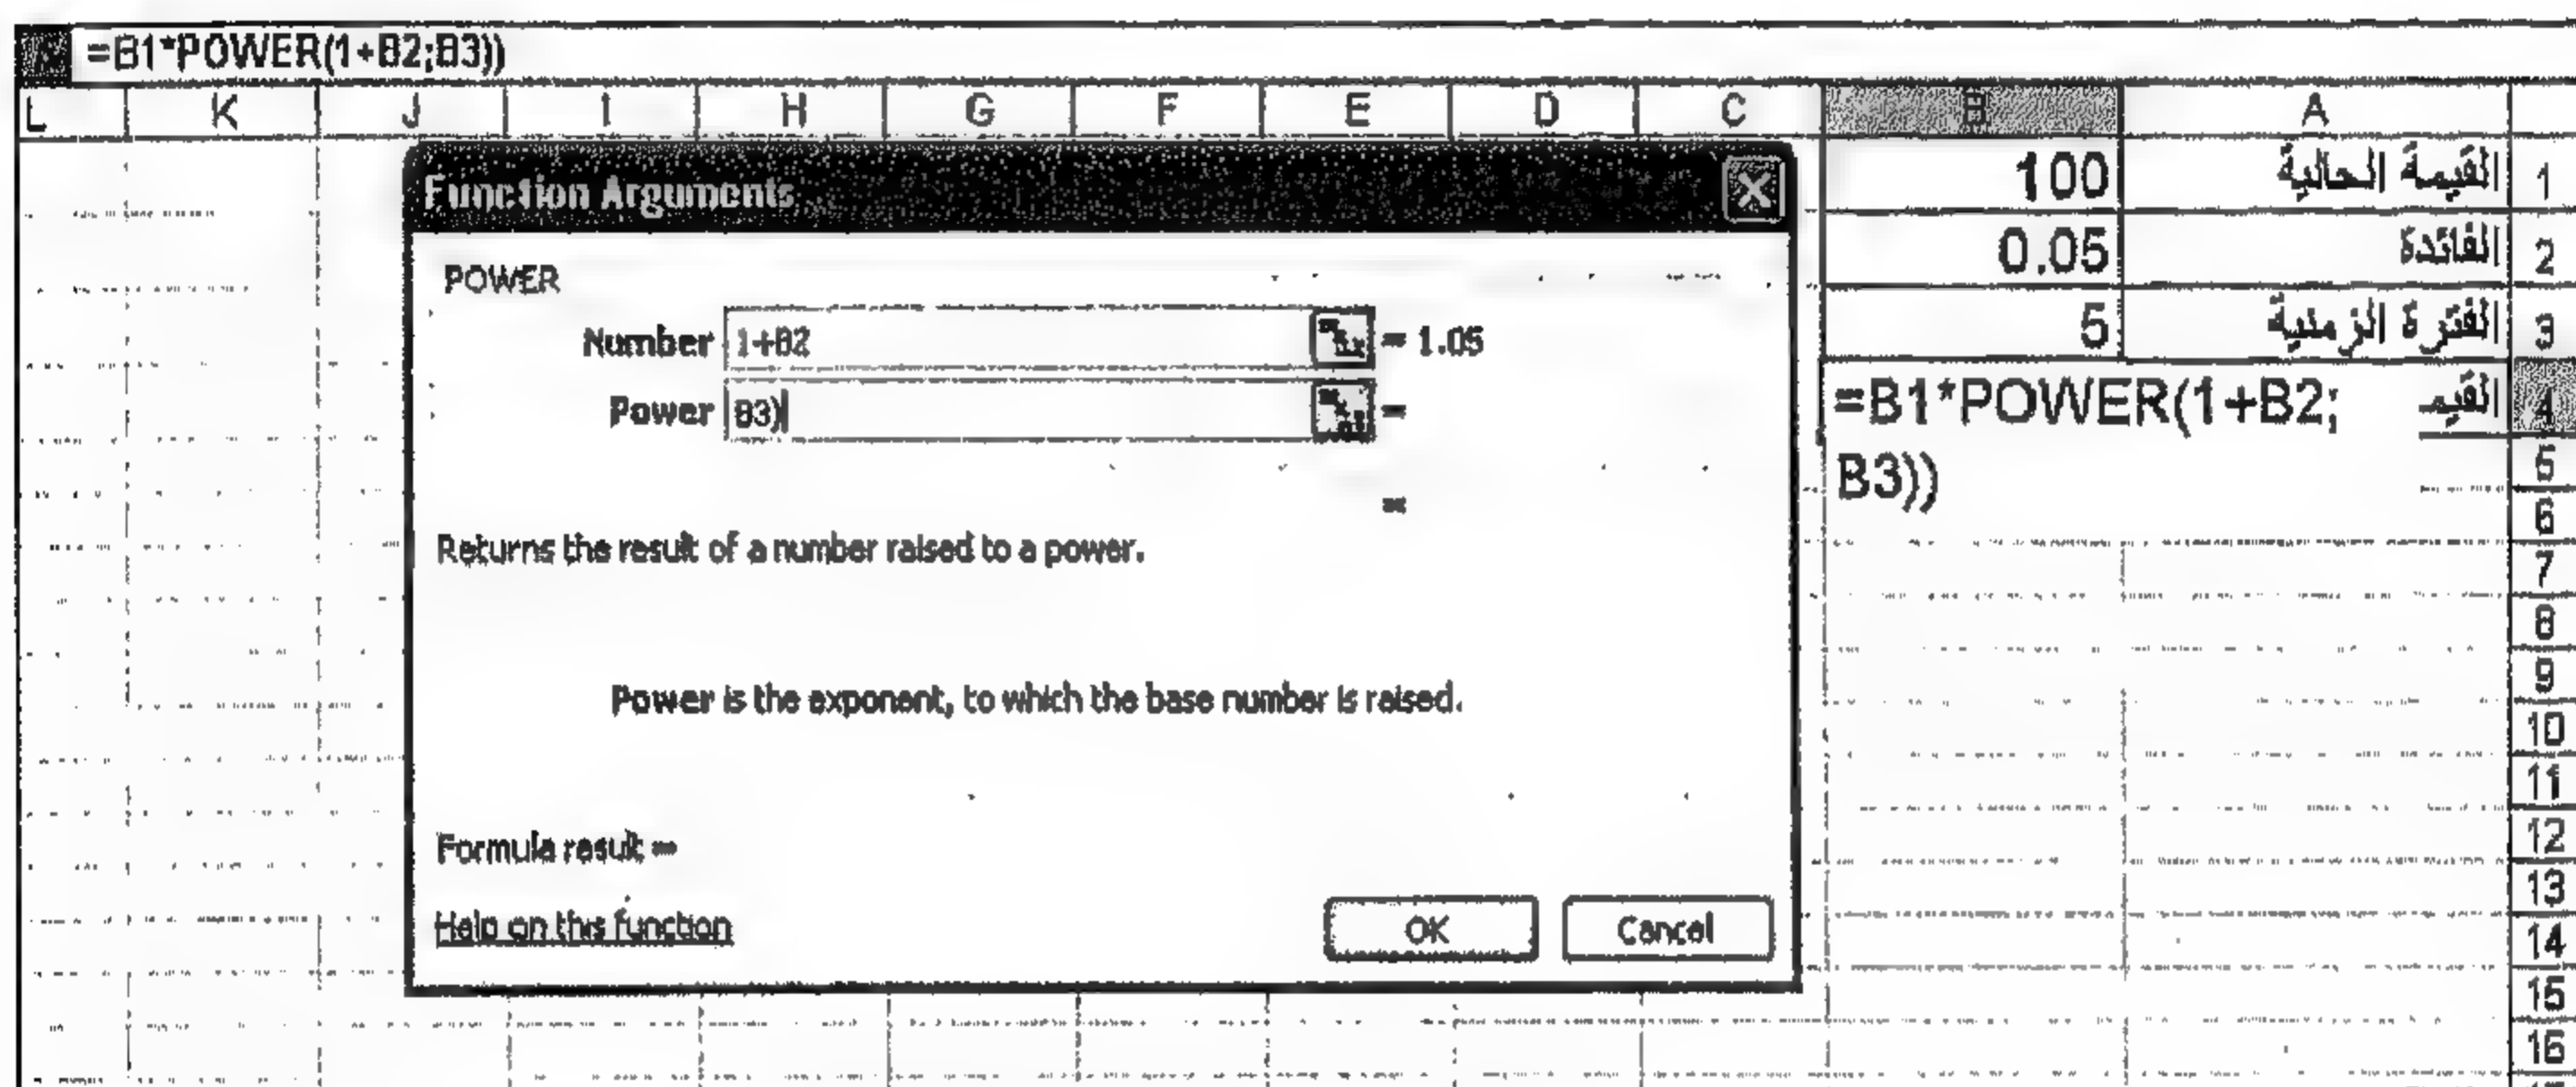 =B1*POWER(1+B2;B3))
L K J I H G F E D C B A
القيمة الحالية 100 1
الفائدة 0.05 2
الفترة الزمنية 5 3
القيمـ =B1*POWER(1+B2; 4
B3)) 5
6
7
8
9
10
11
12
13
14
15
16
Function Arguments
POWER
Number 1+B2 = 1.05
Power B3) =
=
Returns the result of a number raised to a power.
Power is the exponent, to which the base number is raised.
Formula result =
Help on this function
OK Cancel